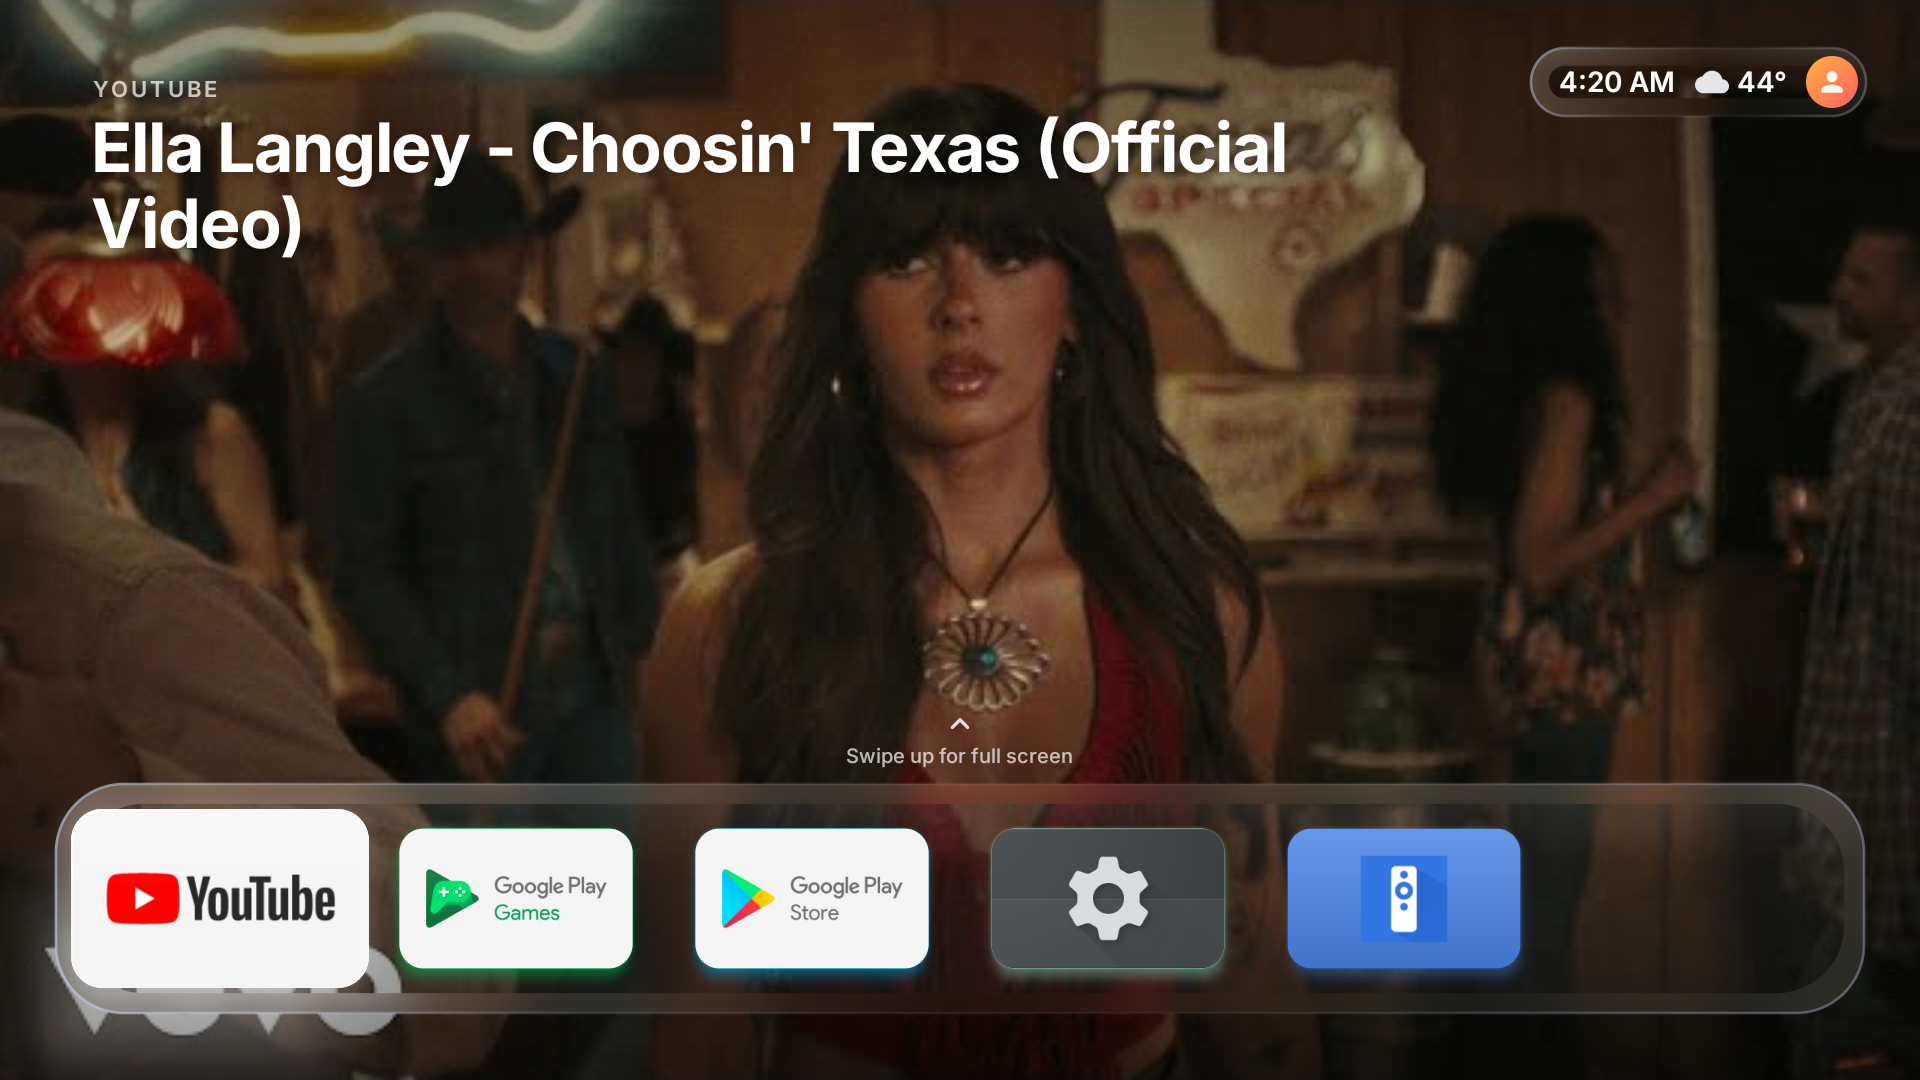 YOUTUBE
Ella Langley - Choosin' Texas (Official
Video)
4:20 AM 44°
Swipe up for full screen
YouTube
Google Play
Games
Google Play
Store
vevo